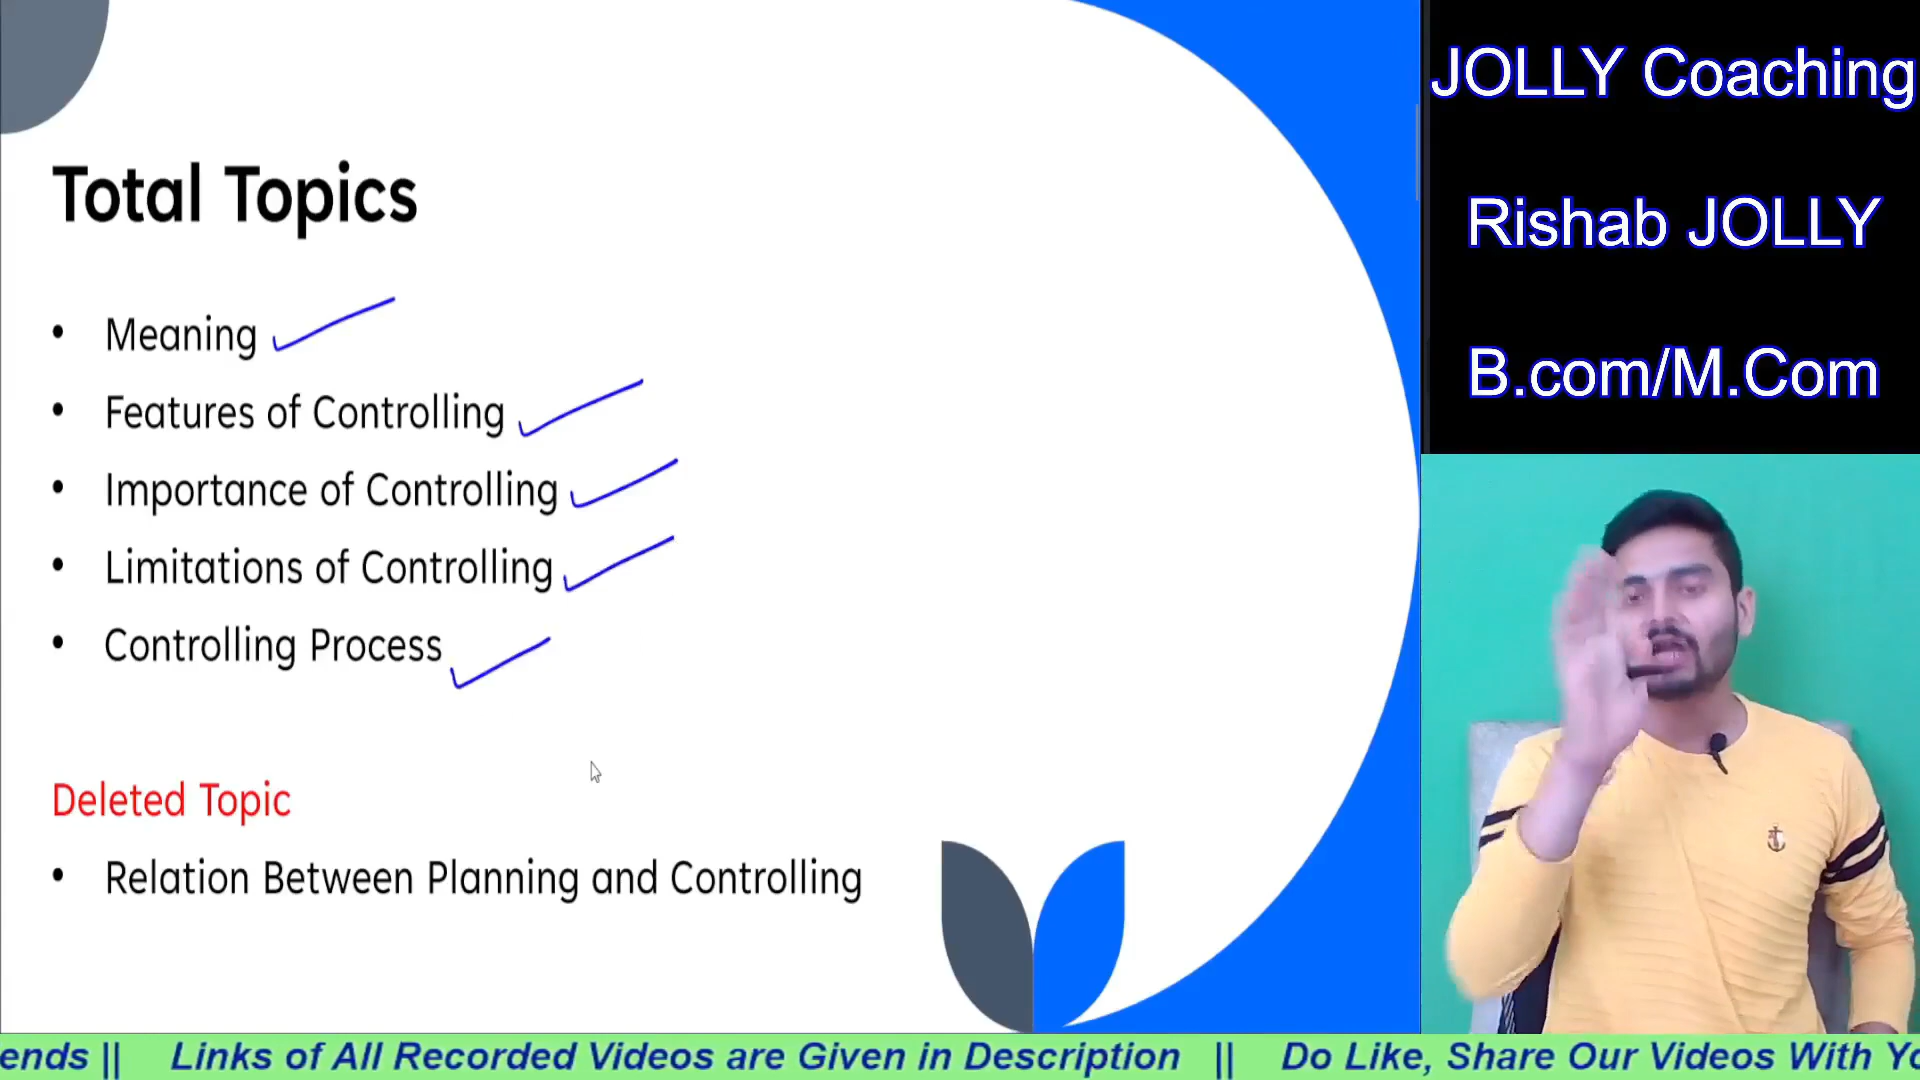 Total Topics
• Meaning
• Features of Controlling
• Importance of Controlling
• Limitations of Controlling
• Controlling Process
Deleted Topic
• Relation Between Planning and Controlling
JOLLY Coaching
Rishab JOLLY
B.com/M.Com
ends || Links of All Recorded Videos are Given in Description || Do Like, Share Our Videos With Yo